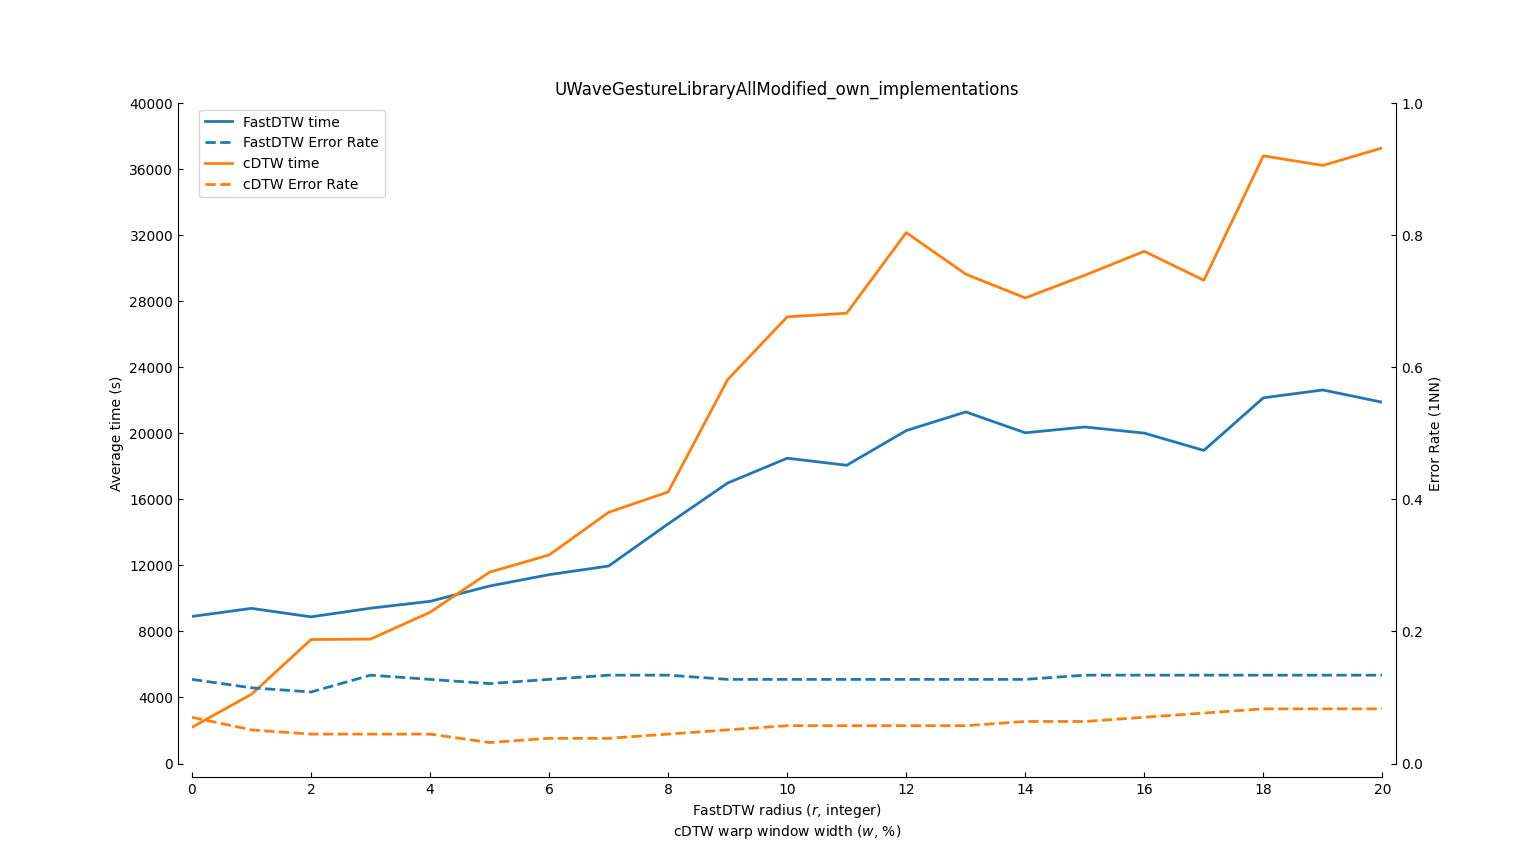 UWaveGestureLibraryAllModified_own_implementations
FastDTW time
FastDTW Error Rate
cDTW time
cDTW Error Rate
40000
36000
32000
28000
24000
20000
16000
12000
8000
4000
0
Average time (s)
1.0
0.8
0.6
0.4
0.2
0.0
Error Rate (1NN)
0 2 4 6 8 10 12 14 16 18 20
FastDTW radius (r, integer)
cDTW warp window width (w, %)